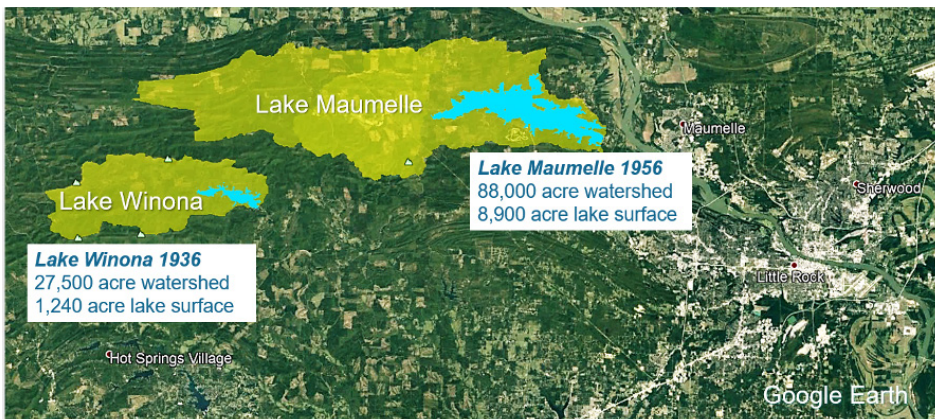 Lake Maumelle
Maumelle
Lake Maumelle 1956
88,000 acre watershed
8,900 acre lake surface
Sherwood
Lake Winona
Lake Winona 1936
27,500 acre watershed
1,240 acre lake surface
Little Rock
Hot Springs Village
Google Earth